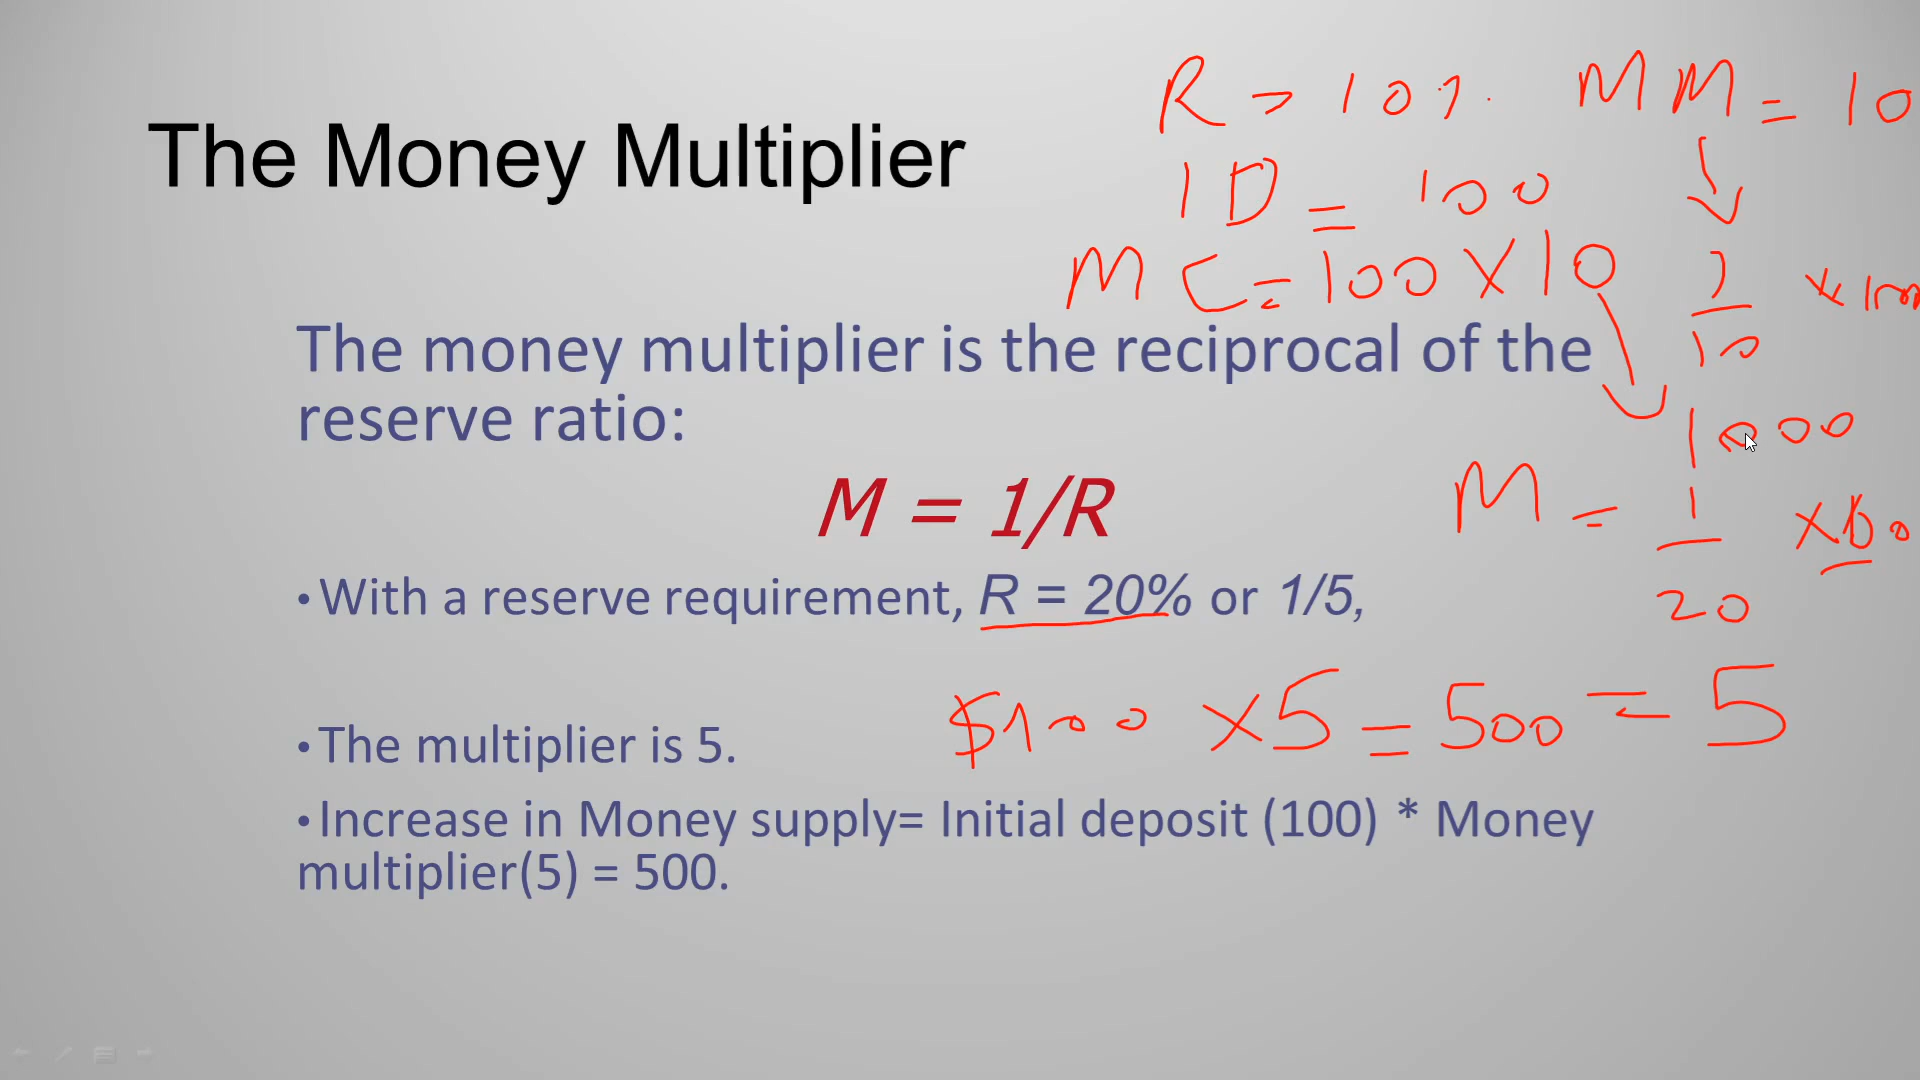 R = 10% MM = 10
The Money Multiplier
ID = 100
MC = 100 X 10
1
10
The money multiplier is the reciprocal of the
reserve ratio:
1000
M = 1/R
M = 1 X 100
20
• With a reserve requirement, R = 20% or 1/5,
$100 X 5 = 500 = 5
• The multiplier is 5.
• Increase in Money supply= Initial deposit (100) * Money
multiplier(5) = 500.